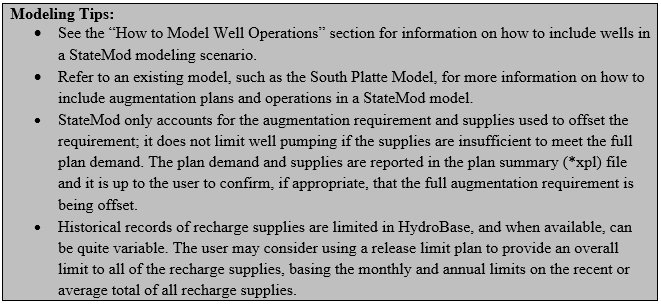 Modeling Tips:
• See the “How to Model Well Operations” section for information on how to include wells in
a StateMod modeling scenario.
• Refer to an existing model, such as the South Platte Model, for more information on how to
include augmentation plans and operations in a StateMod model.
• StateMod only accounts for the augmentation requirement and supplies used to offset the
requirement; it does not limit well pumping if the supplies are insufficient to meet the full
plan demand. The plan demand and supplies are reported in the plan summary (*xpl) file
and it is up to the user to confirm, if appropriate, that the full augmentation requirement is
being offset.
• Historical records of recharge supplies are limited in HydroBase, and when available, can
be quite variable. The user may consider using a release limit plan to provide an overall
limit to all of the recharge supplies, basing the monthly and annual limits on the recent or
average total of all recharge supplies.